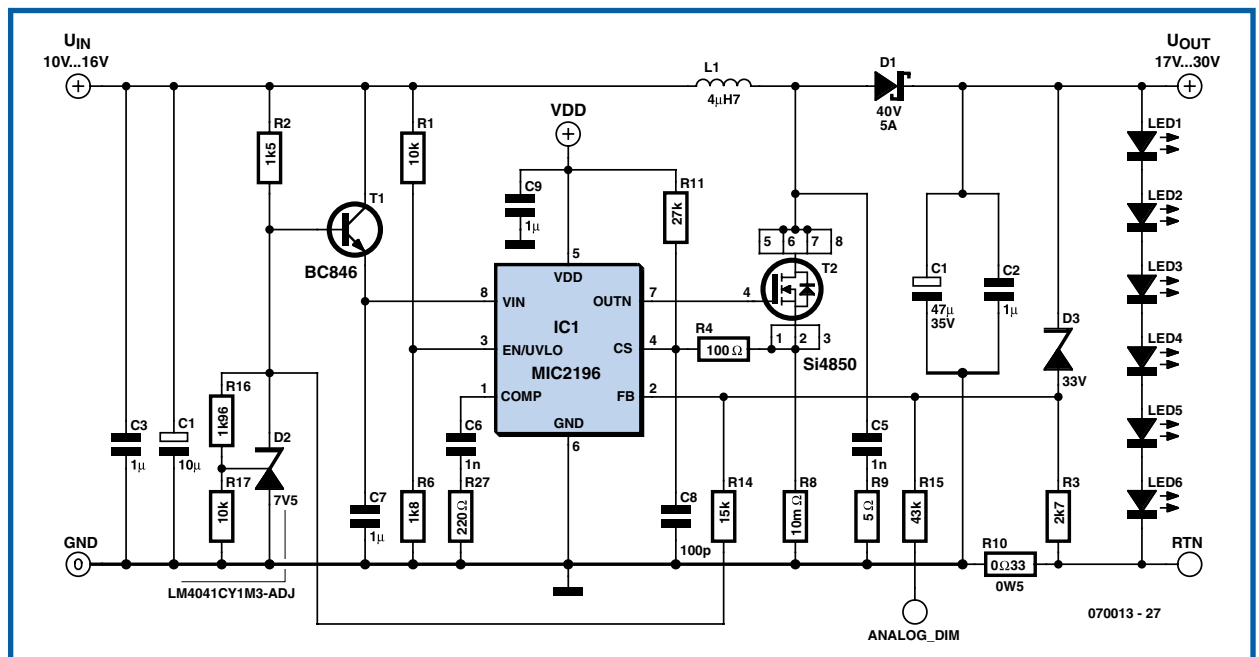 UIN
10V...16V
UOUT
17V...30V
L1
4µH7
D1
40V
5A
VDD
R2
1k5
R1
10k
T1
BC846
C9
1µ
R11
27k
LED1
LED2
LED3
LED4
LED5
LED6
5 6 7 8
T2
4
1 2 3
Si4850
5
VDD
8
VIN
OUTN
7
IC1
3
EN/UVLO
CS
4
MIC2196
1
COMP
FB
2
GND
6
R4
100Ω
C1
47µ
35V
C2
1µ
D3
33V
R16
1k96
D2
7V5
C3
1µ
C1
10µ
R17
10k
C7
1µ
R6
1k8
C6
1n
R27
220Ω
C8
100p
R14
15k
R8
10mΩ
C5
1n
R9
5Ω
R15
43k
R3
2k7
R10
0Ω33
0W5
GND
0
RTN
LM4041CY1M3-ADJ
ANALOG_DIM
070013 - 27